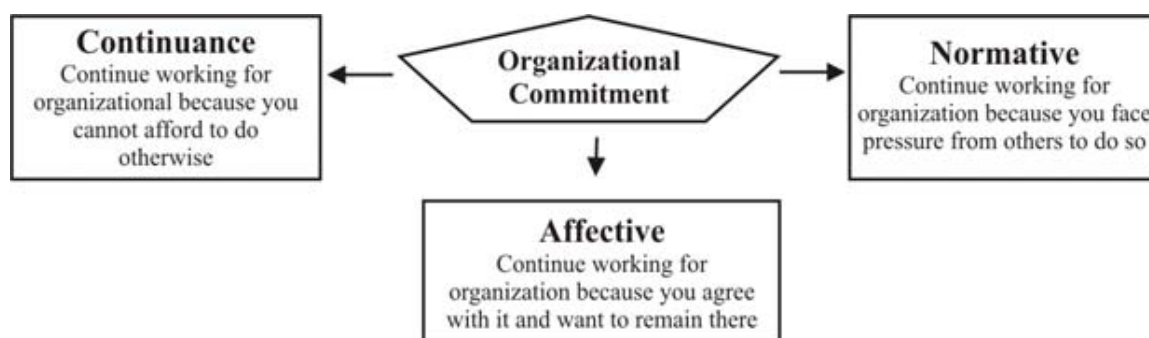 Continuance
Continue working for
organizational because you
cannot afford to do
otherwise
Organizational
Commitment
Normative
Continue working for
organization because you face
pressure from others to do so
Affective
Continue working for
organization because you agree
with it and want to remain there